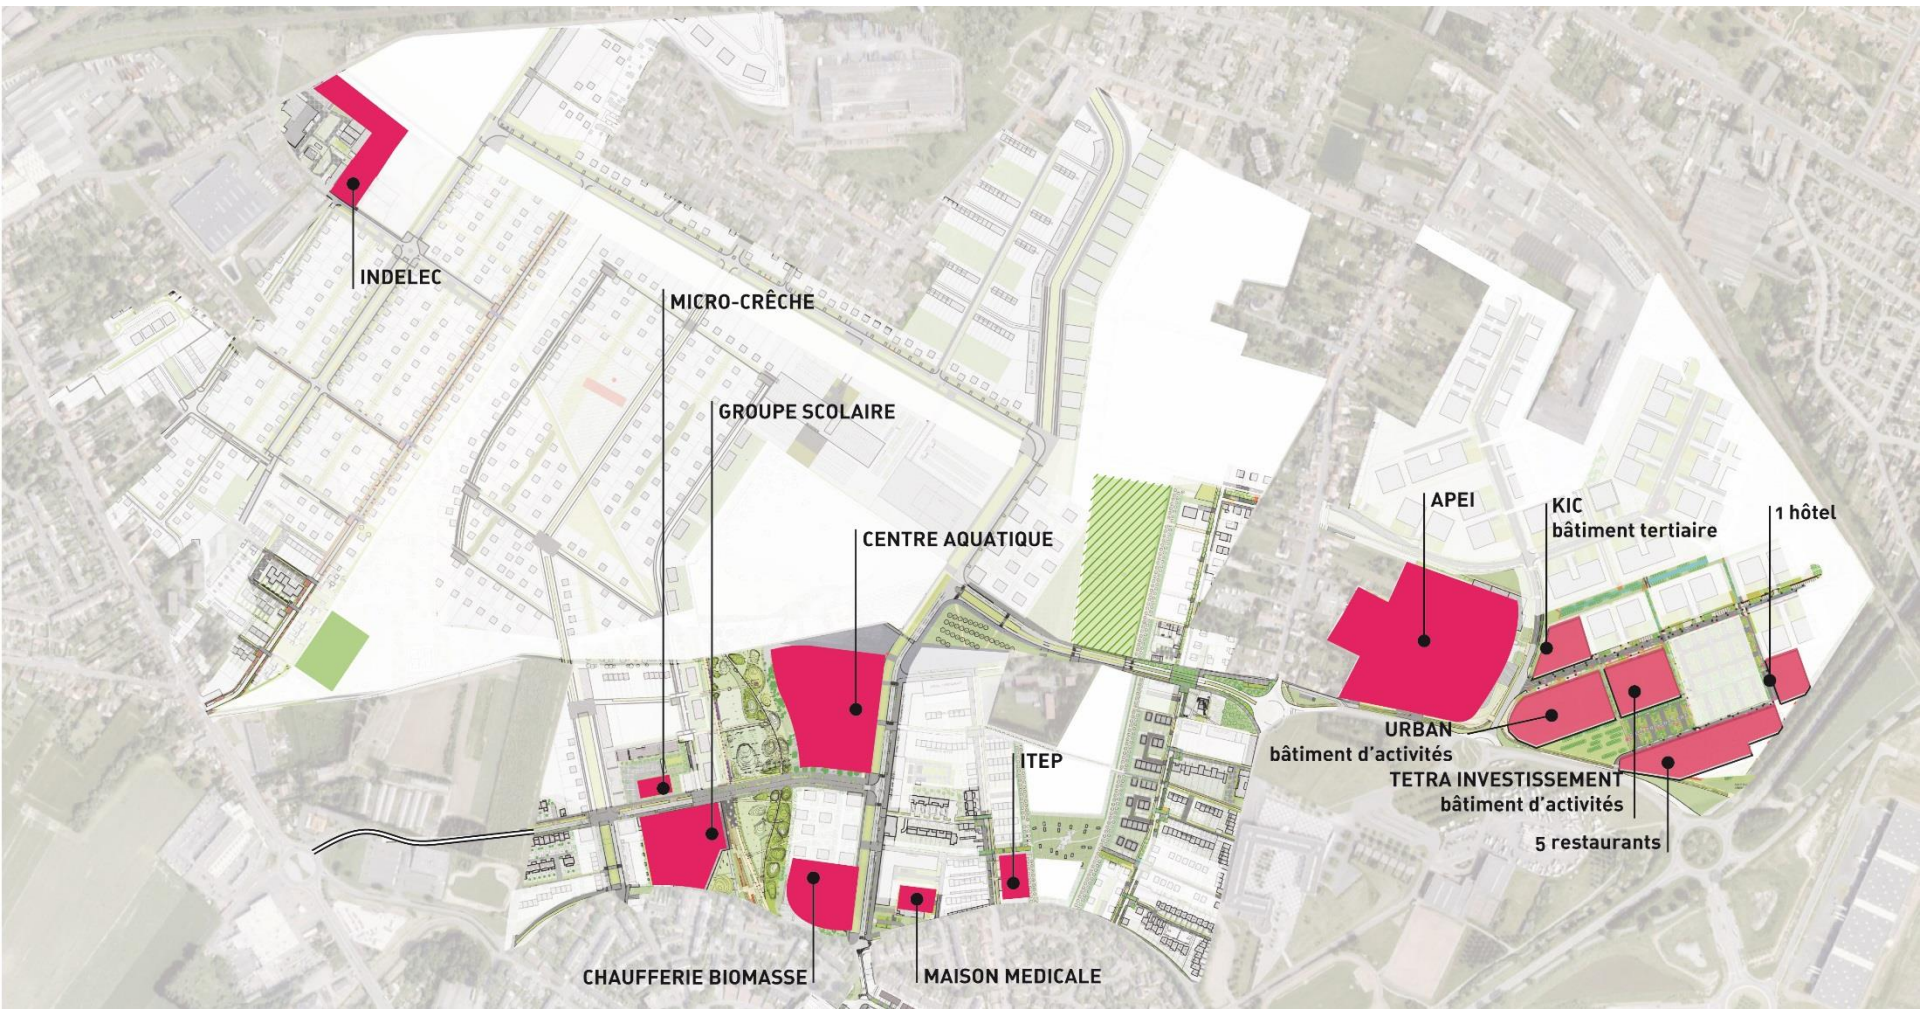 INDELEC
MICRO-CRÊCHE
GROUPE SCOLAIRE
CENTRE AQUATIQUE
APEI
KIC
bâtiment tertiaire
1 hôtel
URBAN
bâtiment d'activités
TETRA INVESTISSEMENT
bâtiment d'activités
5 restaurants
ITEP
CHAUFFERIE BIOMASSE
MAISON MEDICALE